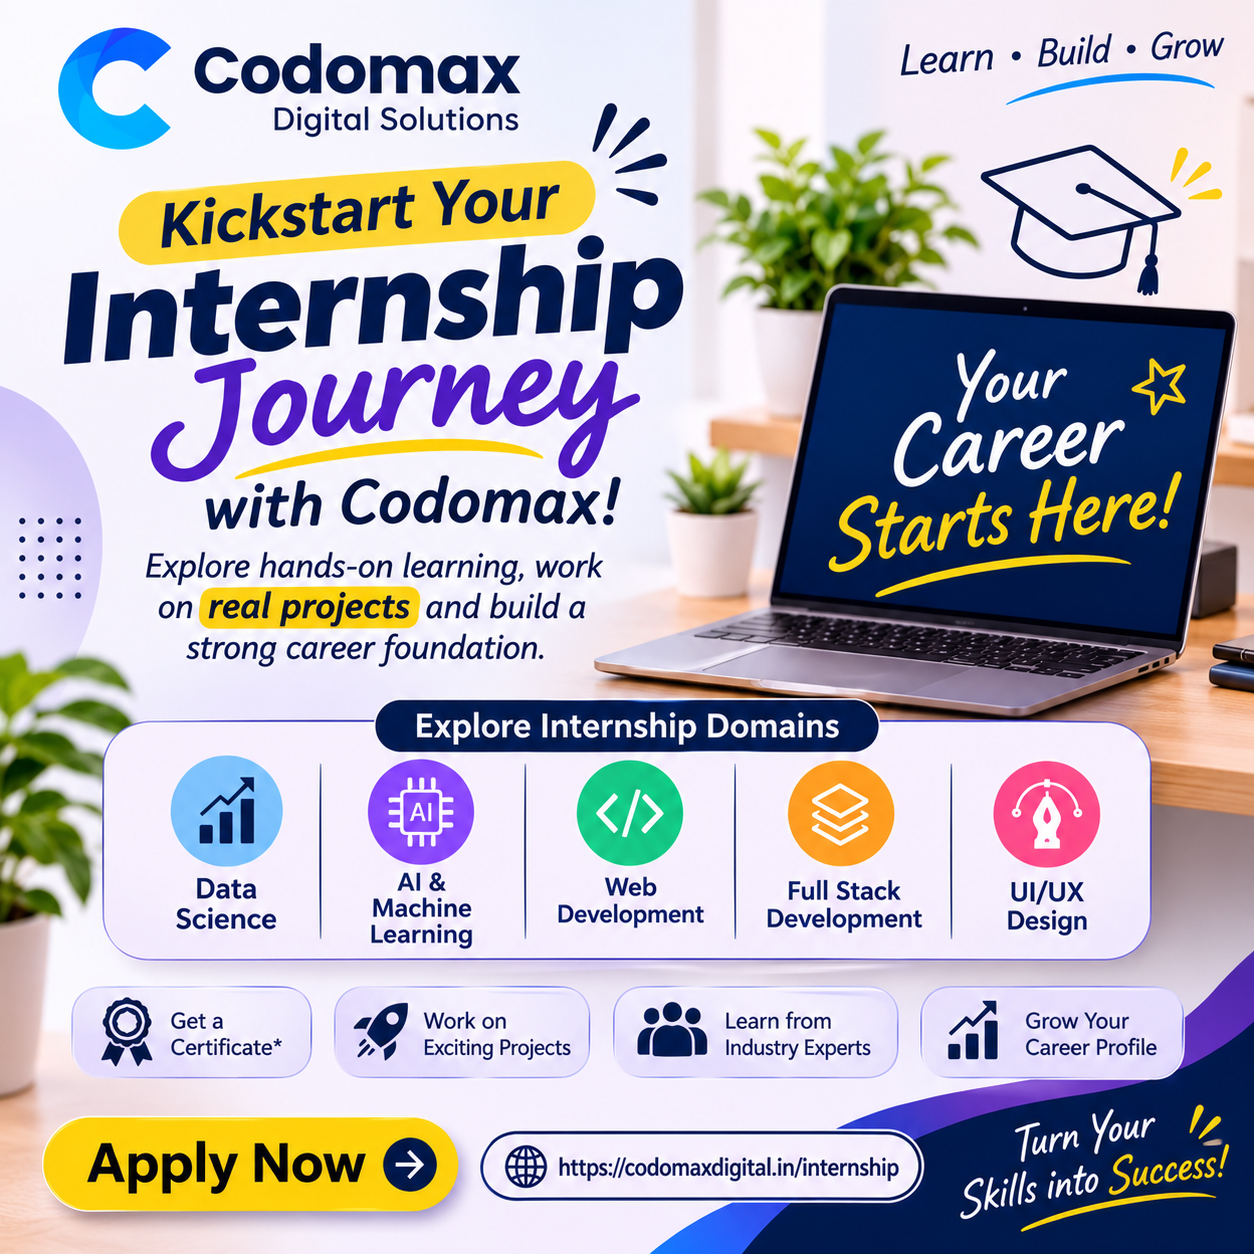 Codomax
Digital Solutions
Learn • Build • Grow
Kickstart Your
Internship
Journey
with Codomax!
Explore hands-on learning, work
on real projects and build a
strong career foundation.
Your
Career
Starts Here!
Explore Internship Domains
Data
Science
AI
AI &
Machine
Learning
</>
Web
Development
Full Stack
Development
UI/UX
Design
Get a
Certificate*
Work on
Exciting Projects
Learn from
Industry Experts
Grow Your
Career Profile
Apply Now
https://codomaxdigital.in/internship
Turn Your
Skills into Success!